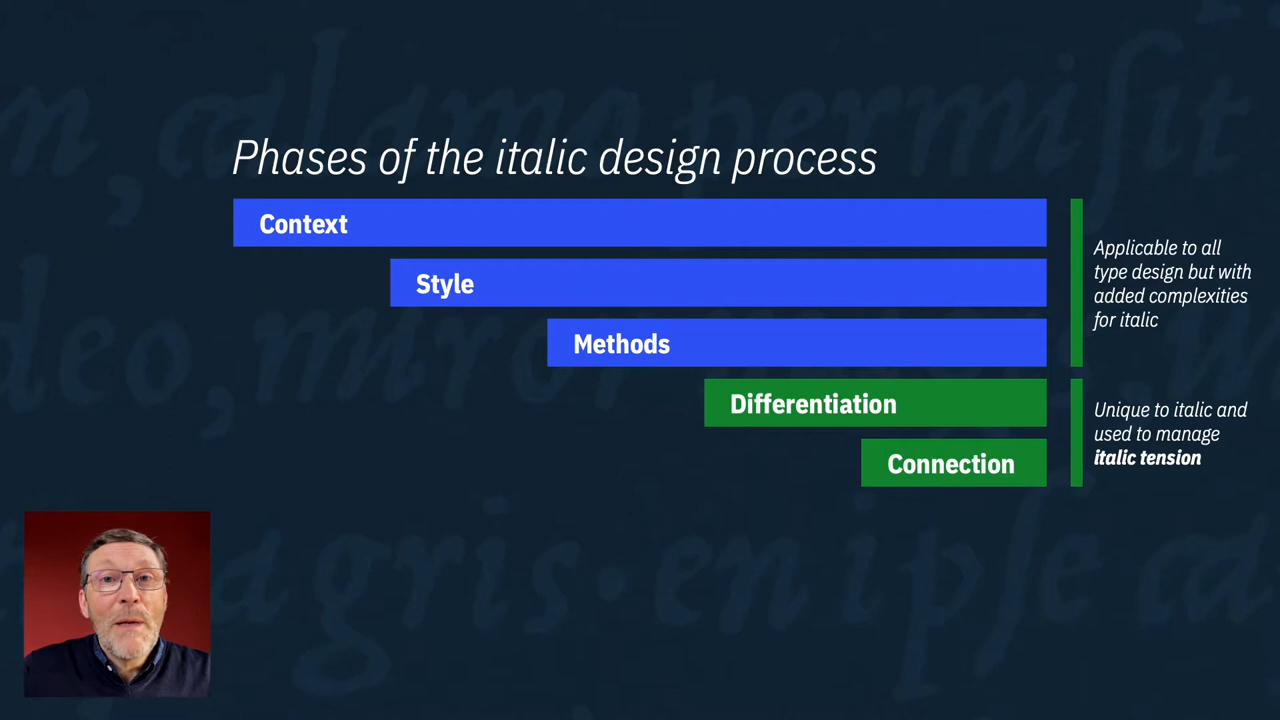 Phases of the italic design process
Context
Style
Methods
Differentiation
Connection
Applicable to all
type design but with
added complexities
for italic
Unique to italic and
used to manage
italic tension